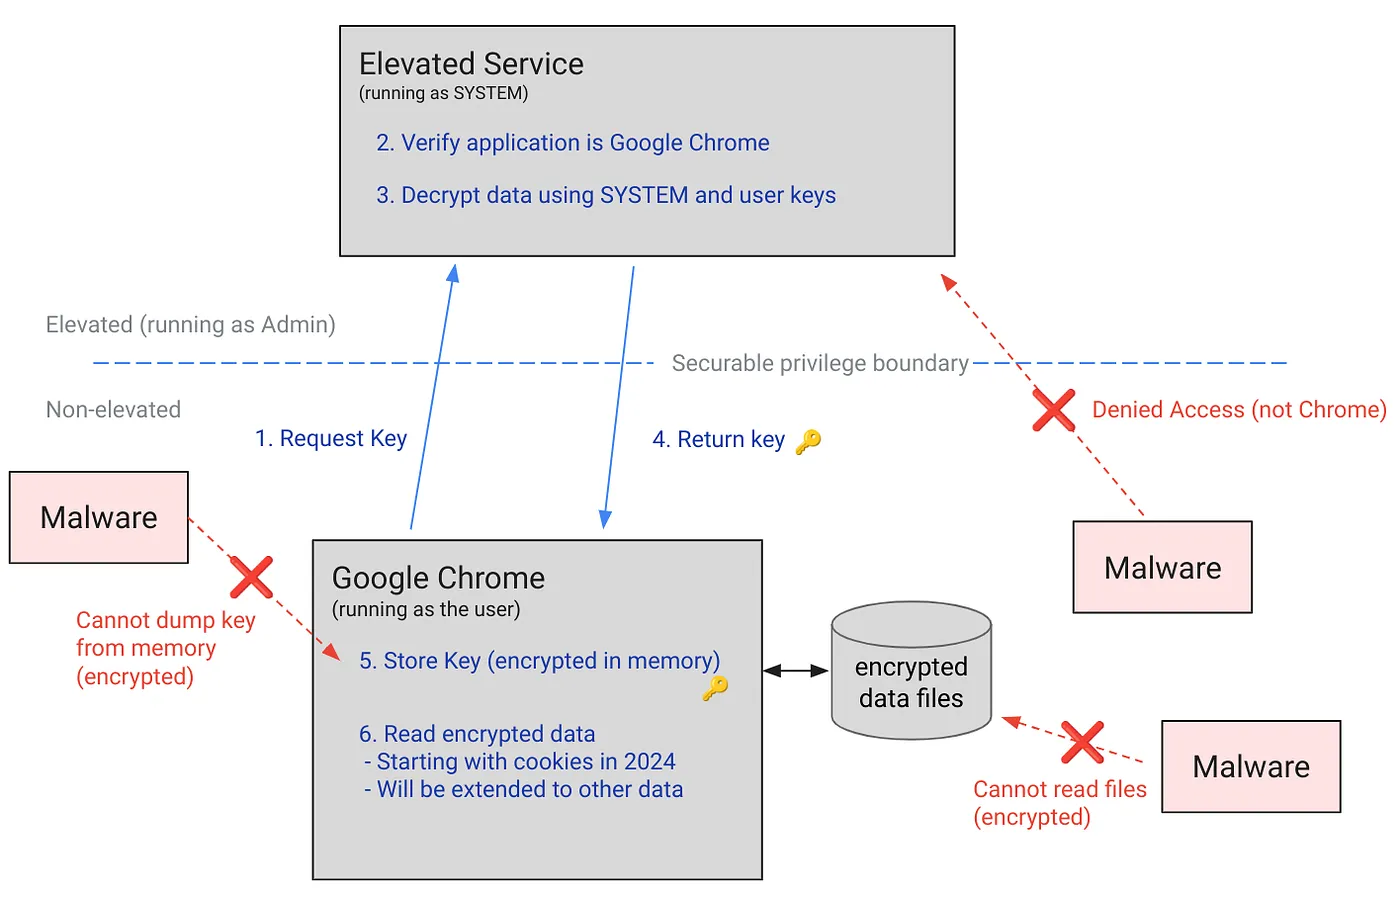 Elevated Service
(running as SYSTEM)
2. Verify application is Google Chrome
3. Decrypt data using SYSTEM and user keys
Elevated (running as Admin)
Securable privilege boundary
Non-elevated
Denied Access (not Chrome)
1. Request Key
4. Return key
Malware
Malware
Cannot dump key
from memory
(encrypted)
Google Chrome
(running as the user)
5. Store Key (encrypted in memory)
6. Read encrypted data
- Starting with cookies in 2024
- Will be extended to other data
encrypted
data files
Malware
Cannot read files
(encrypted)